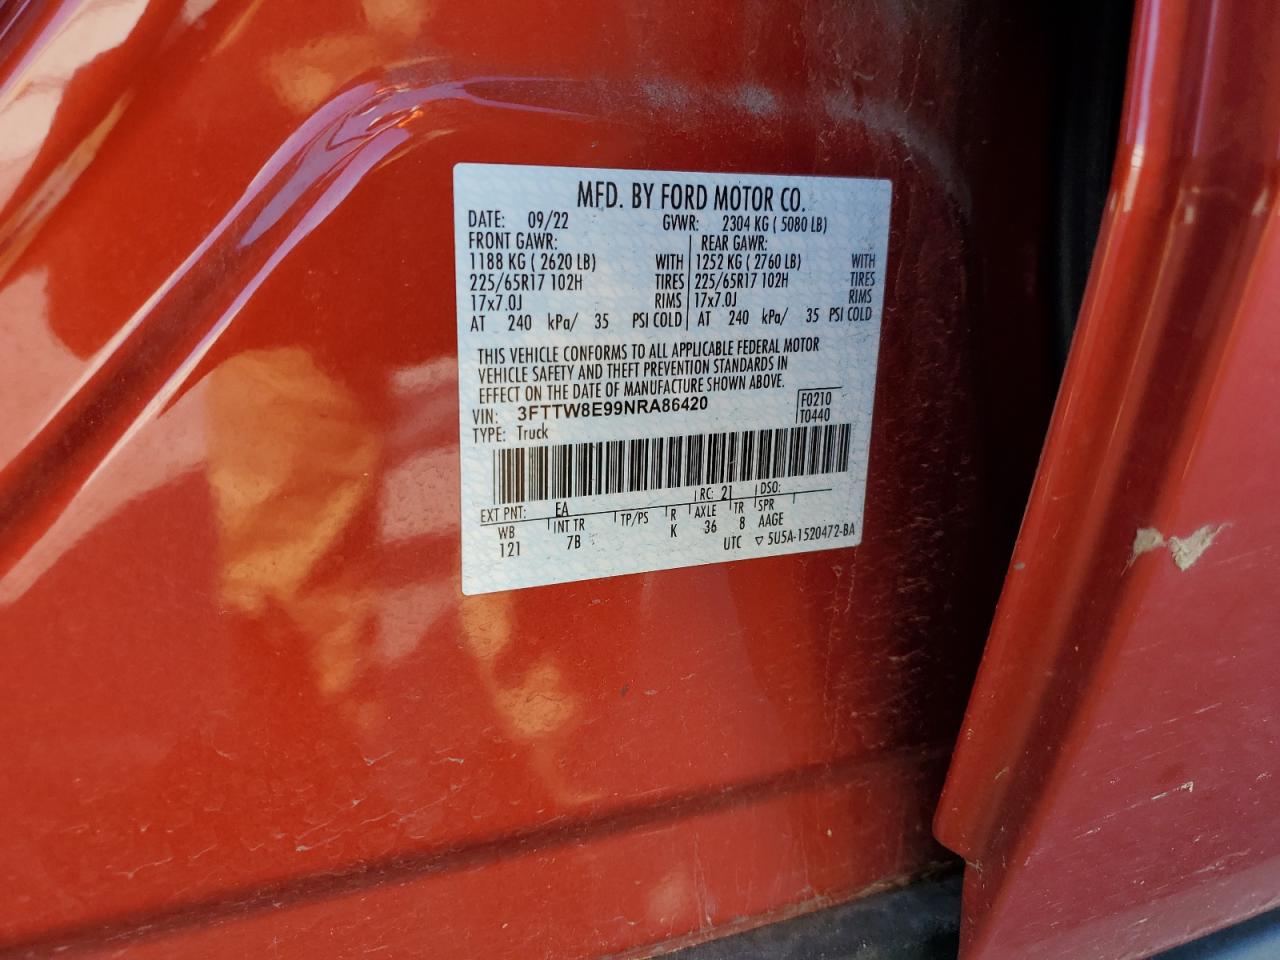 MFD. BY FORD MOTOR CO.
DATE: 09/22 GVWR: 2304 KG ( 5080 LB)
FRONT GAWR: REAR GAWR:
1188 KG ( 2620 LB) WITH 1252 KG ( 2760 LB) WITH
225/65R17 102H TIRES 225/65R17 102H TIRES
17x7.0J RIMS 17x7.0J RIMS
AT 240 kPa/ 35 PSI COLD AT 240 kPa/ 35 PSI COLD
THIS VEHICLE CONFORMS TO ALL APPLICABLE FEDERAL MOTOR
VEHICLE SAFETY AND THEFT PREVENTION STANDARDS IN
EFFECT ON THE DATE OF MANUFACTURE SHOWN ABOVE.
VIN: 3FTTW8E99NRA86420 F0210
TYPE: Truck T0440
EXT PNT: EA RC: 21 DSO:
WB INT TR TP/PS R AXLE TR SPR
121 7B K 36 8 AAGE
UTC ▽ 5U5A-1520472-BA